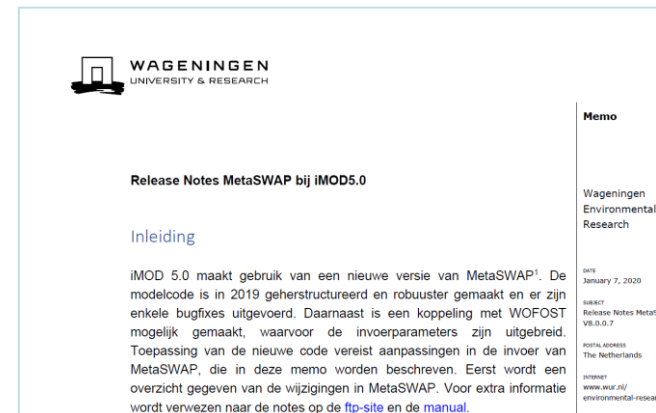 WAGENINGEN
UNIVERSITY & RESEARCH
Memo
Release Notes MetaSWAP bij iMOD5.0
Wageningen
Environmental
Research
Inleiding
DATE
January 7, 2020
SUBJECT
Release Notes MetaS
V8.0.0.7
POSTAL ADDRESS
The Netherlands
INTERNET
www.wur.nl/
environmental-resear
iMOD 5.0 maakt gebruik van een nieuwe versie van MetaSWAP¹. De
modelcode is in 2019 geherstructureerd en robuuster gemaakt en er zijn
enkele bugfixes uitgevoerd. Daarnaast is een koppeling met WOFOST
mogelijk gemaakt, waarvoor de invoerparameters zijn uitgebreid.
Toepassing van de nieuwe code vereist aanpassingen in de invoer van
MetaSWAP, die in deze memo worden beschreven. Eerst wordt een
overzicht gegeven van de wijzigingen in MetaSWAP. Voor extra informatie
wordt verwezen naar de notes op de ftp-site en de manual.